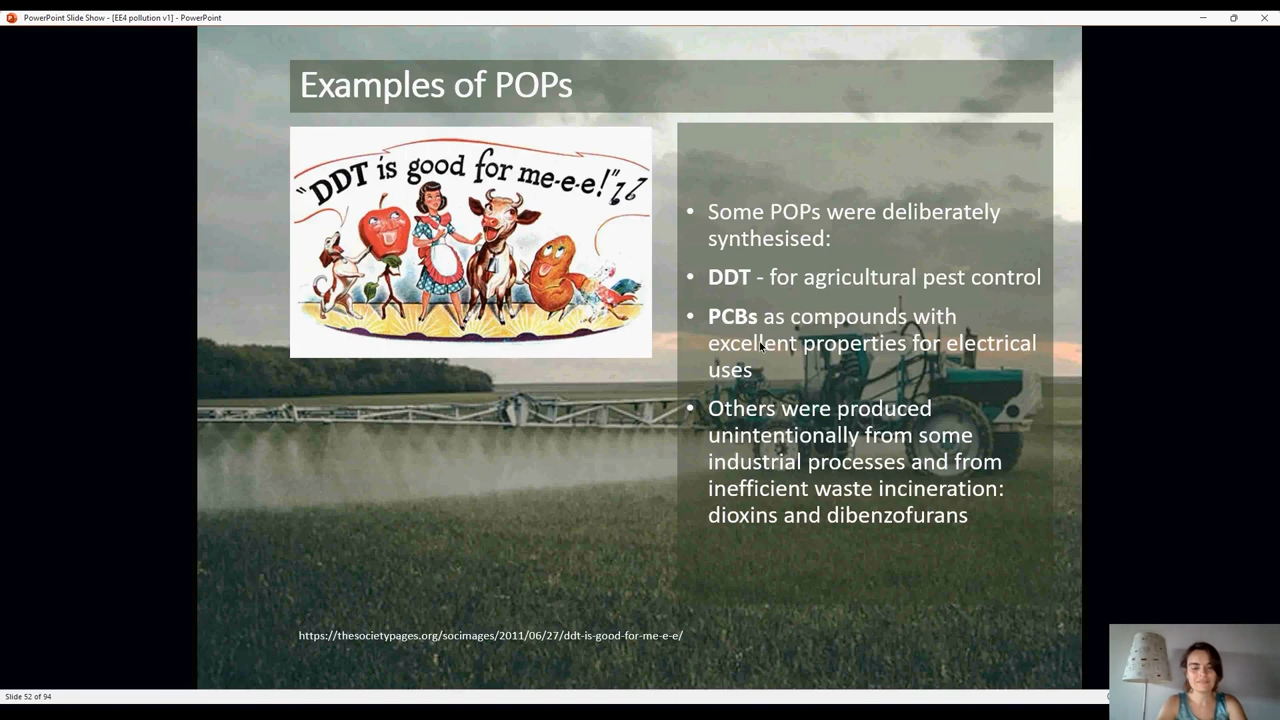 PowerPoint Slide Show - [EE4 pollution v1] - PowerPoint
Examples of POPs
"DDT is good for me-e-e!"
• Some POPs were deliberately
synthesised:
• DDT - for agricultural pest control
• PCBs as compounds with
excellent properties for electrical
uses
• Others were produced
unintentionally from some
industrial processes and from
inefficient waste incineration:
dioxins and dibenzofurans
https://thesocietypages.org/socimages/2011/06/27/ddt-is-good-for-me-e-e/
Slide 52 of 94